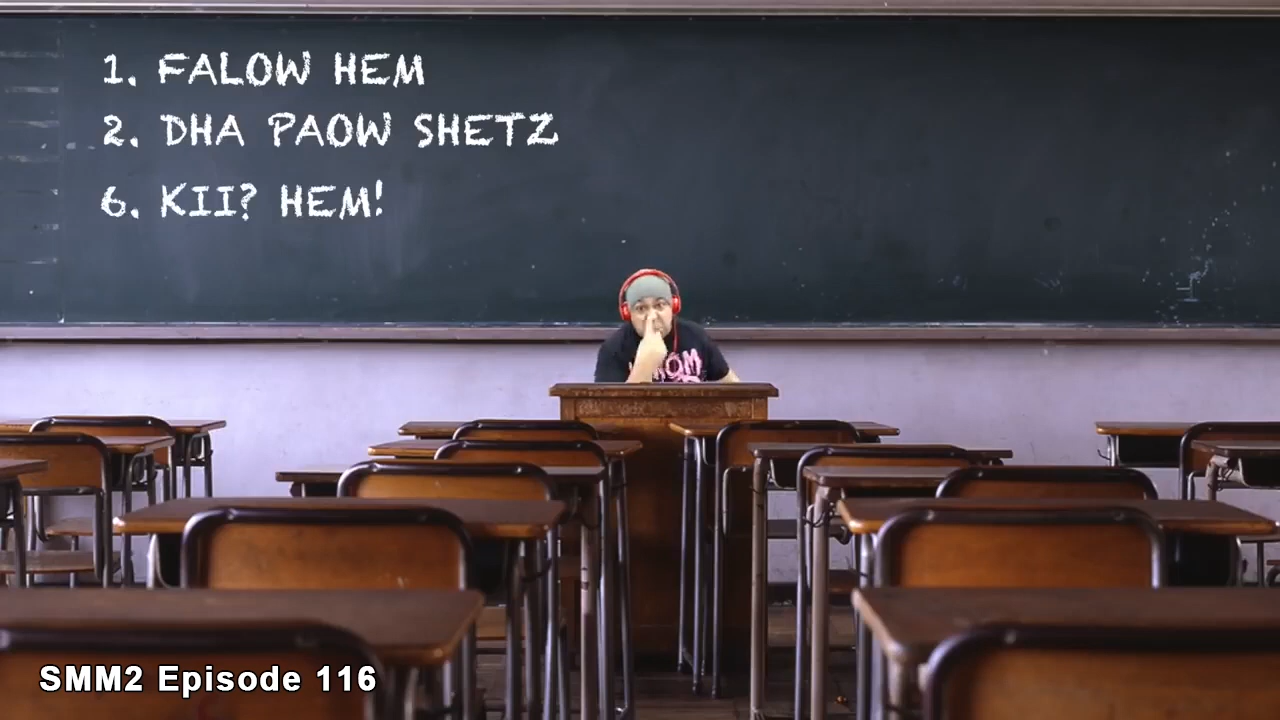 1. FALOW HEM
2. DHA PAOW SHETZ
6. KII? HEM!
SMM2 Episode 116